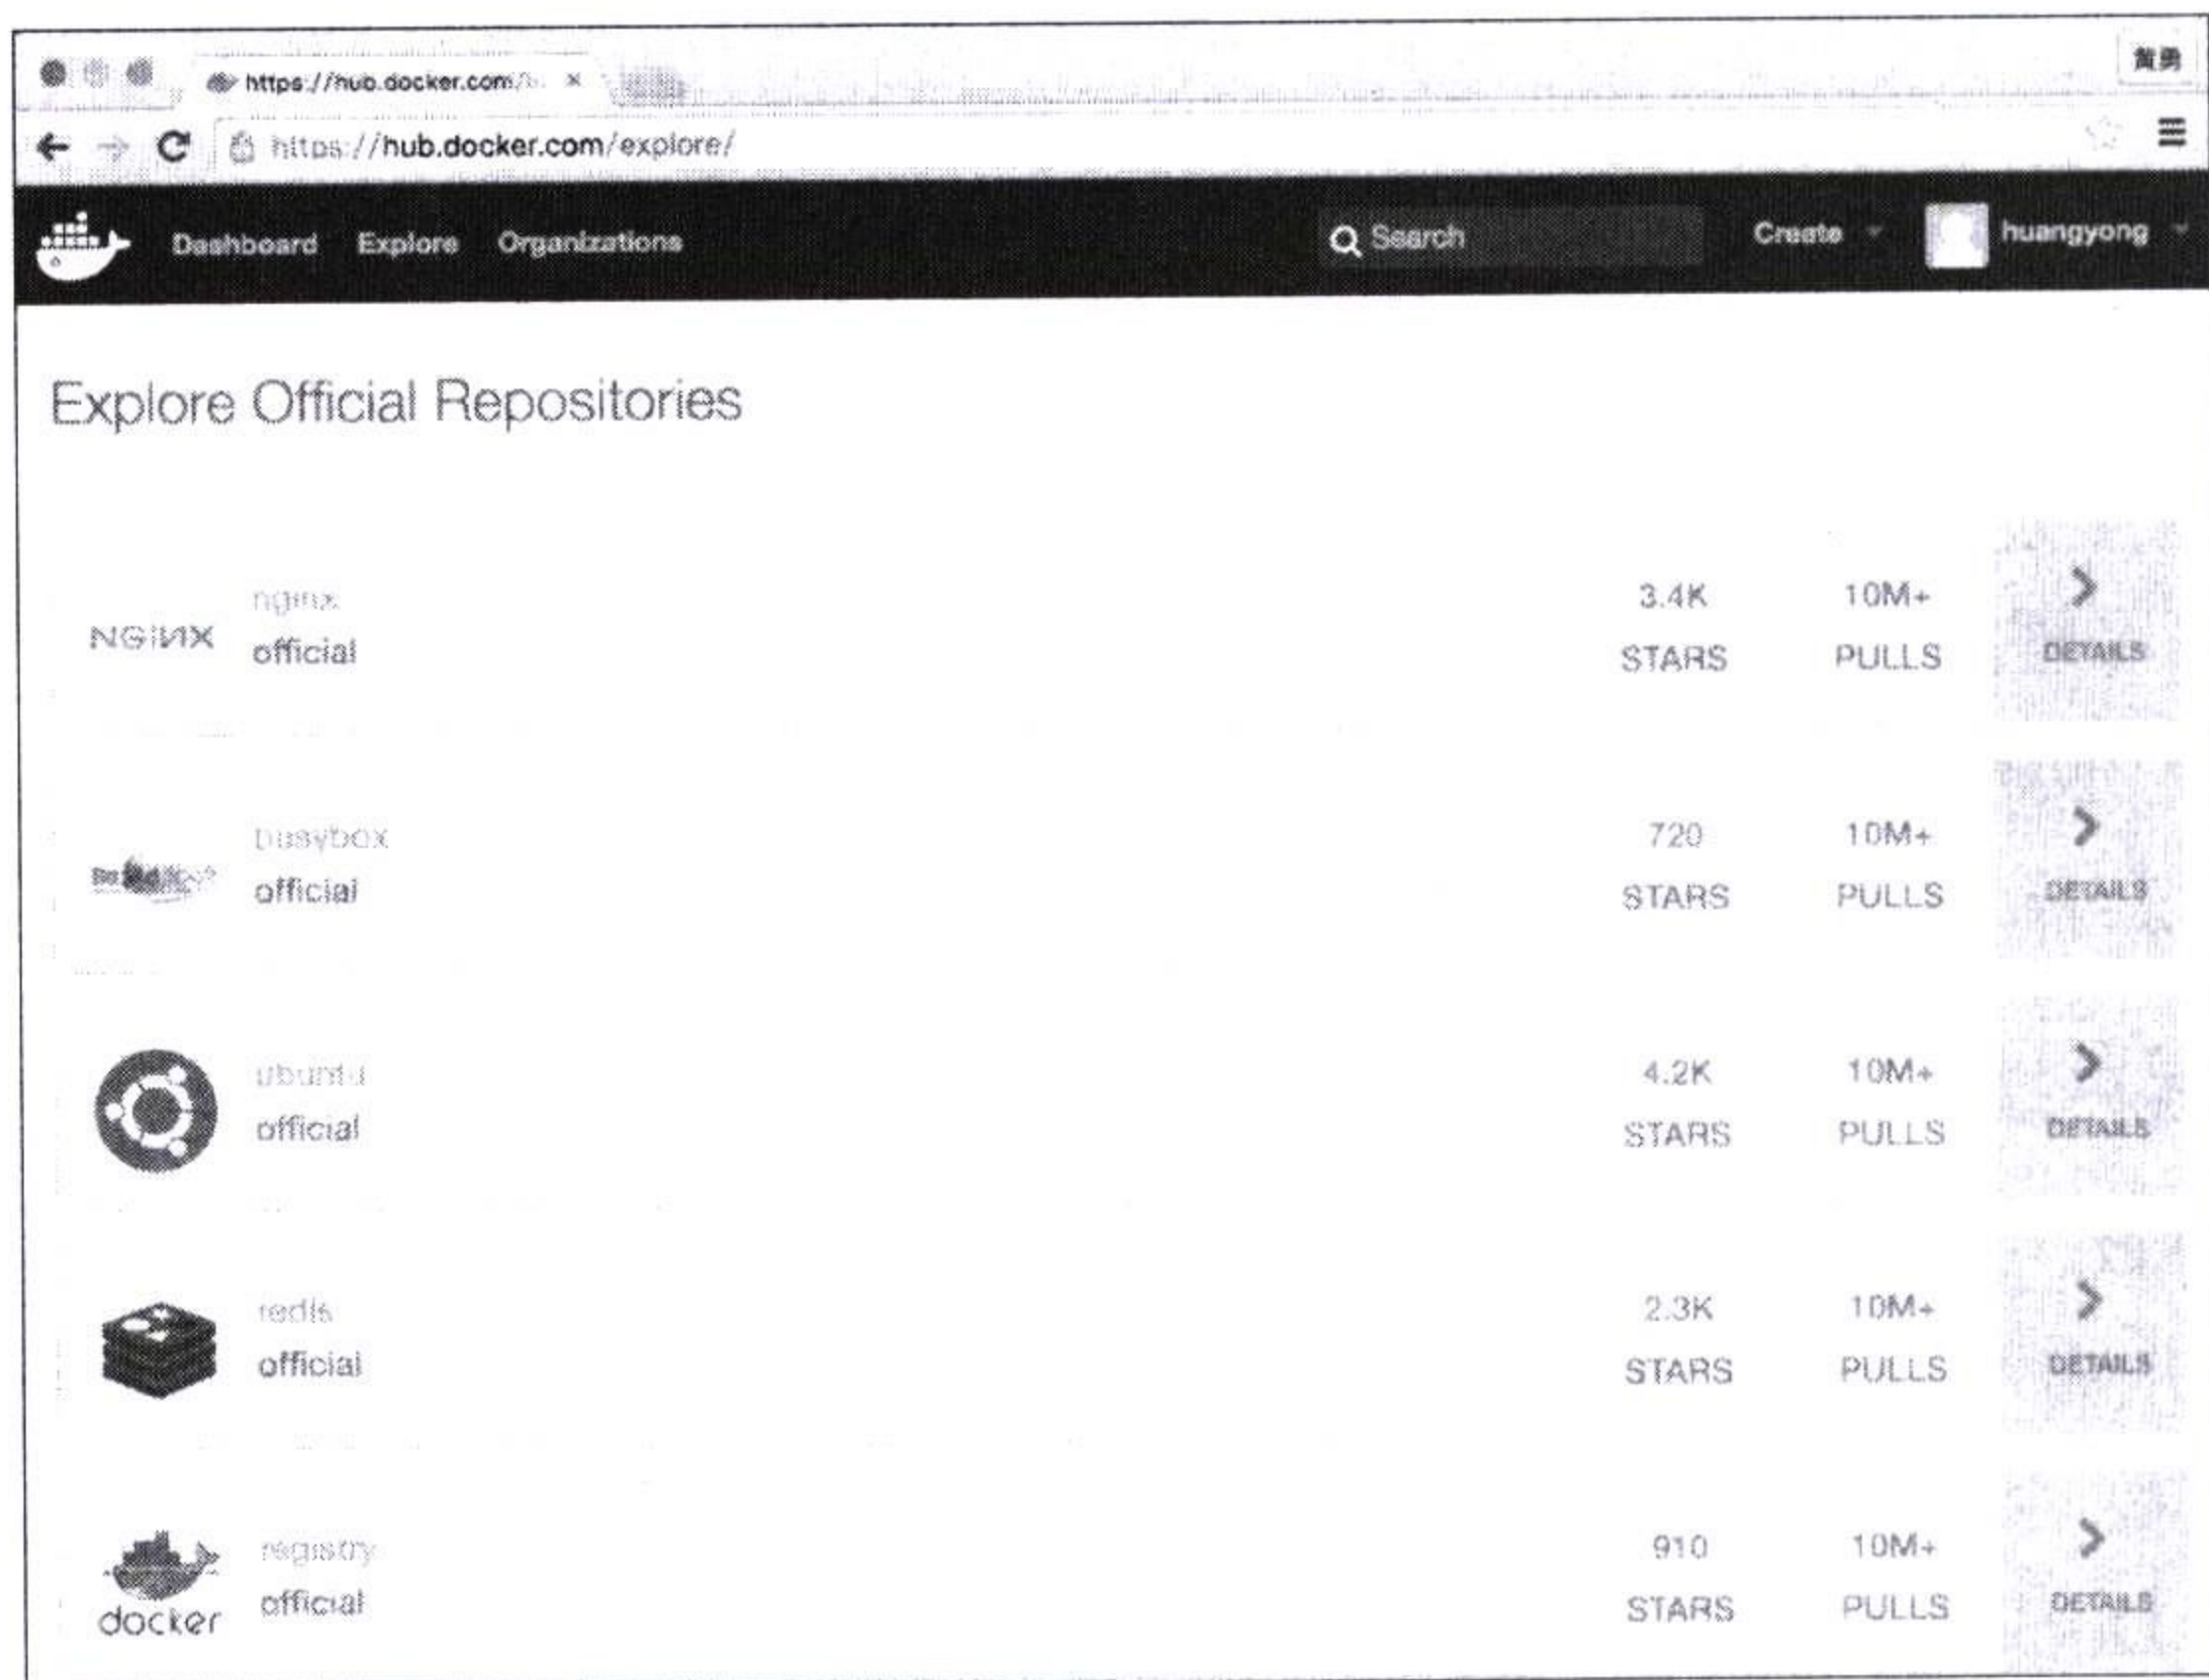 https://hub.docker.com/
黄勇
https://hub.docker.com/explore/
Dashboard Explore Organizations Search Create huangyong
Explore Official Repositories
NGINX nginx 3.4K 10M+
official STARS PULLS DETAILS
busybox 720 10M+
official STARS PULLS DETAILS
ubuntu 4.2K 10M+
official STARS PULLS DETAILS
redis 2.3K 10M+
official STARS PULLS DETAILS
registry 910 10M+
docker official STARS PULLS DETAILS